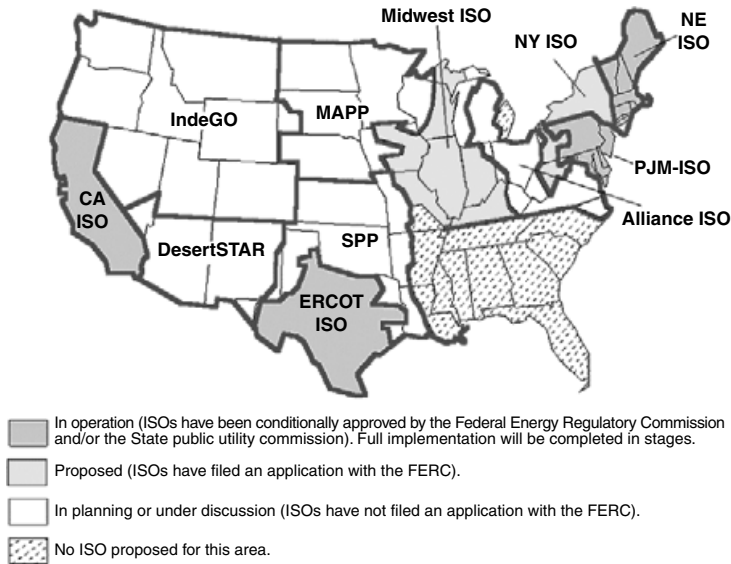 Midwest ISO
NE
ISO
NY ISO
IndeGO
MAPP
PJM-ISO
CA
ISO
Alliance ISO
DesertSTAR
SPP
ERCOT
ISO
In operation (ISOs have been conditionally approved by the Federal Energy Regulatory Commission
and/or the State public utility commission). Full implementation will be completed in stages.
Proposed (ISOs have filed an application with the FERC).
In planning or under discussion (ISOs have not filed an application with the FERC).
No ISO proposed for this area.